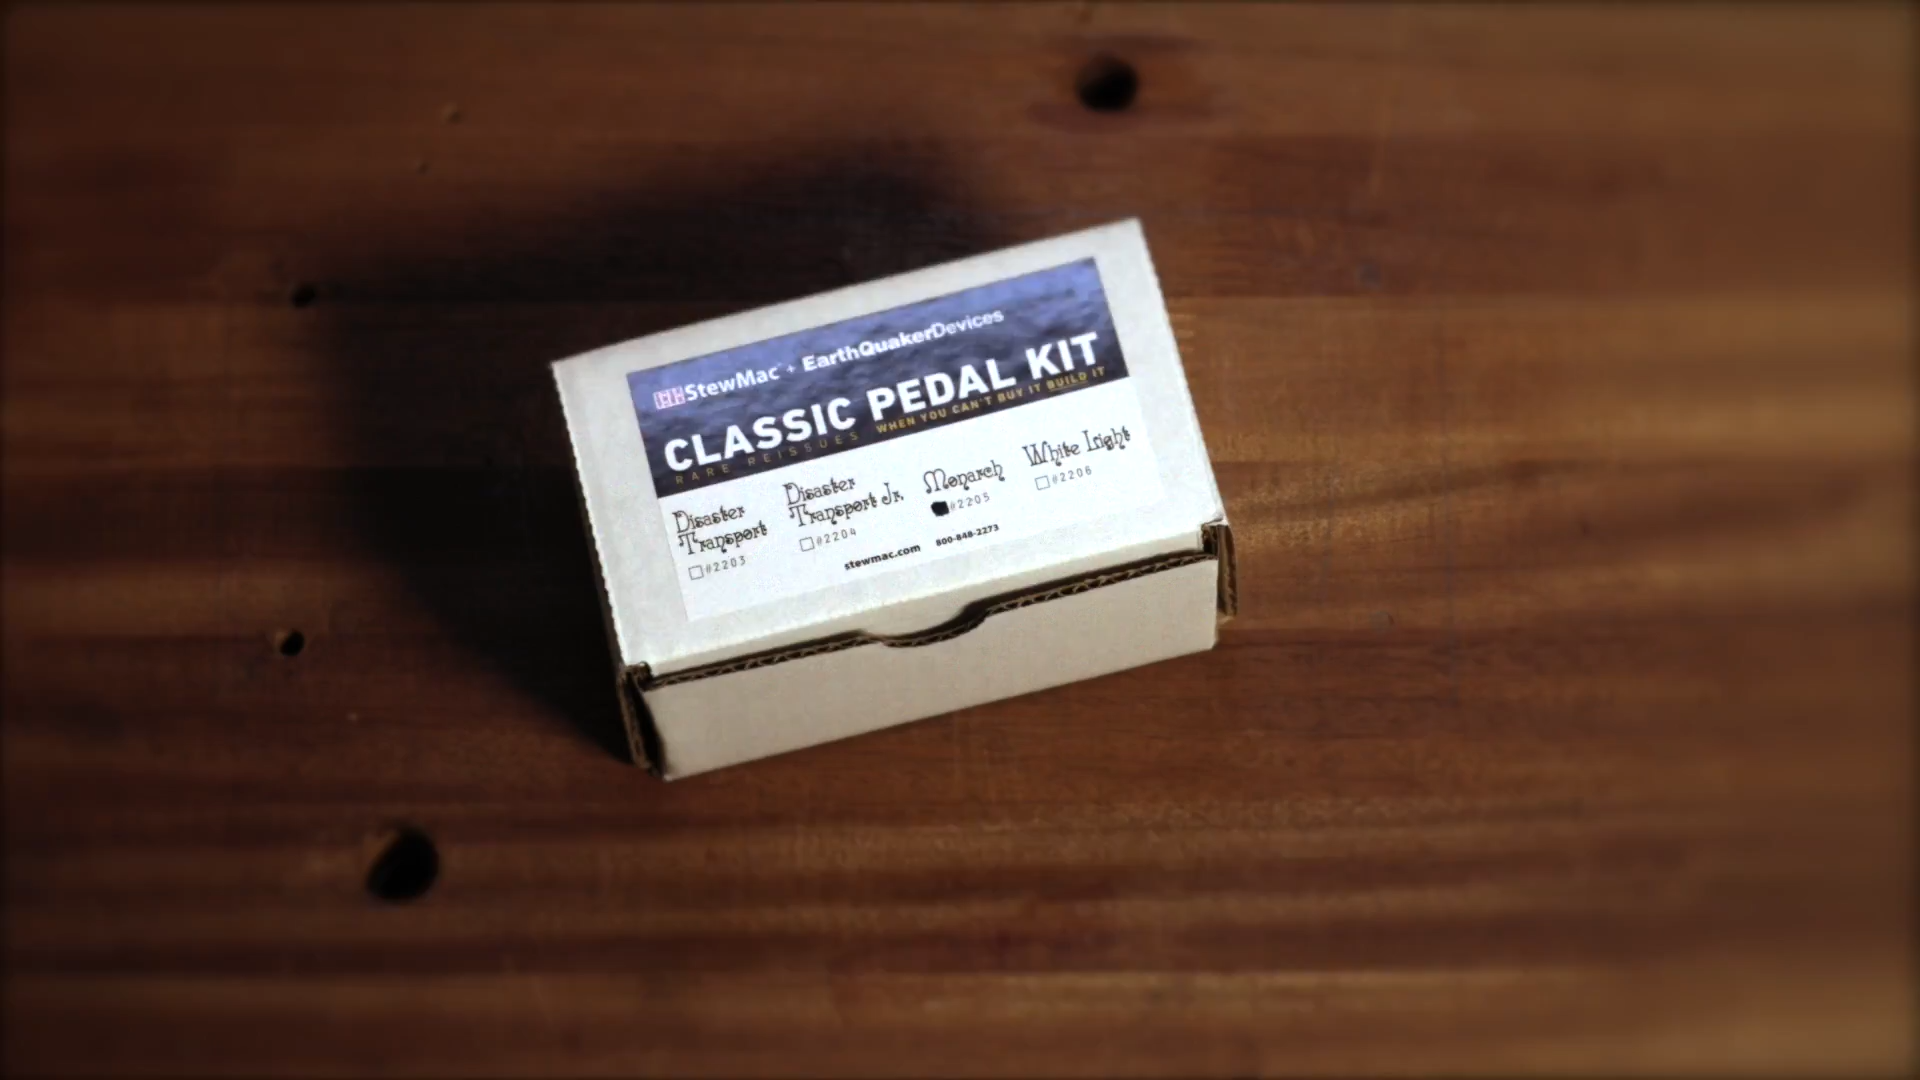 StewMac + EarthQuakerDevices
CLASSIC PEDAL KIT
RARE REISSUES WHEN YOU CAN'T BUY IT BUILD IT
Disaster Transport
#2203
Disaster Transport Jr.
#2204
Monarch
#2205
White Light
#2206
stewmac.com 800-848-2273